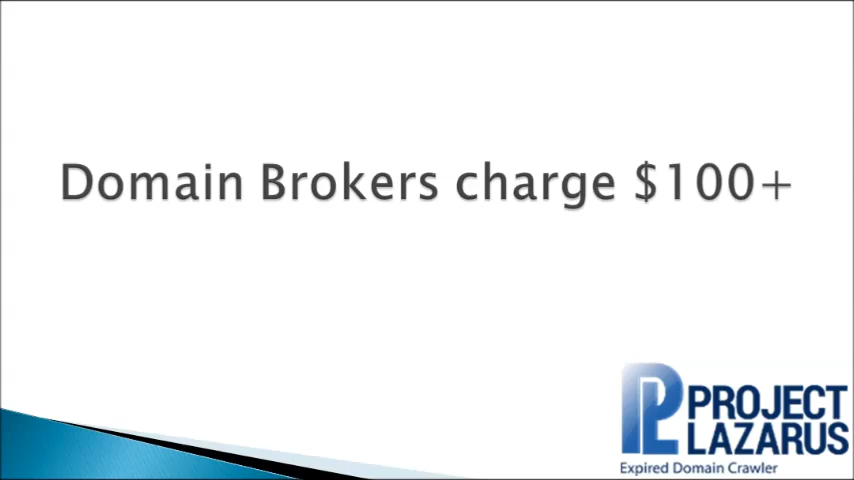 Domain Brokers charge $100+
PROJECT
LAZARUS
Expired Domain Crawler